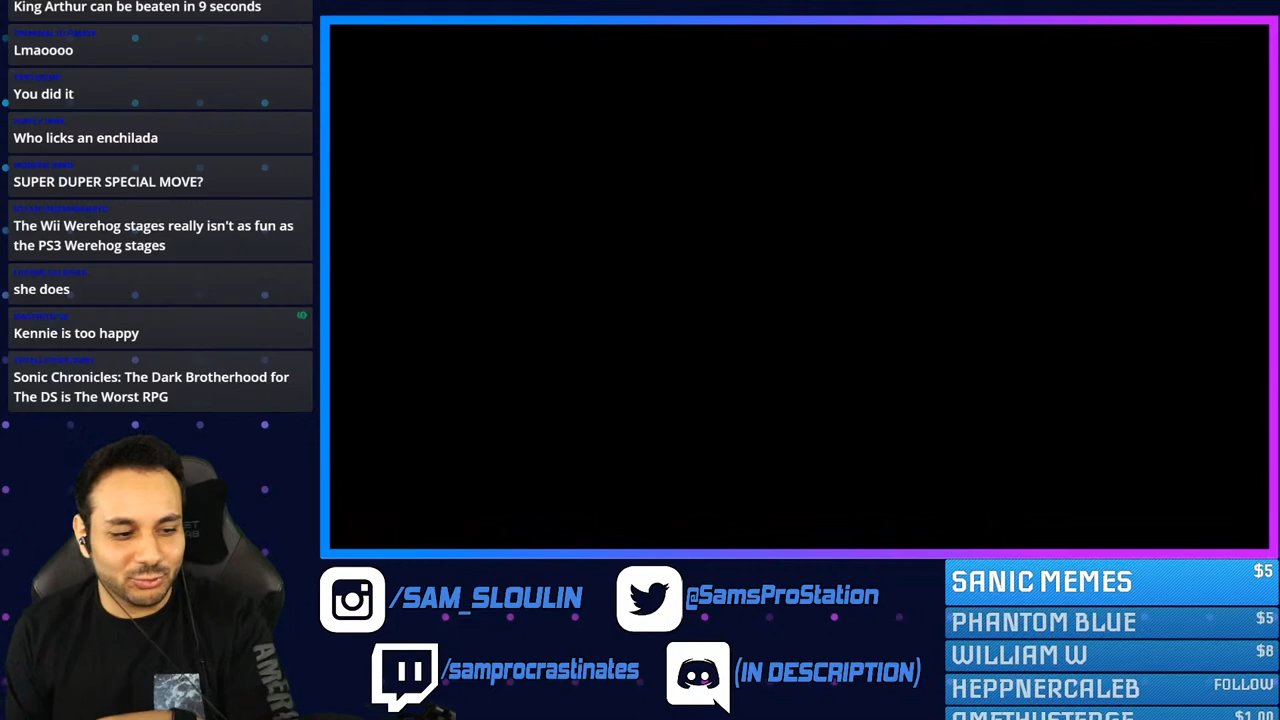 King Arthur can be beaten in 9 seconds
Lmaoooo
You did it
Who licks an enchilada
SUPER DUPER SPECIAL MOVE?
The Wii Werehog stages really isn't as fun as
the PS3 Werehog stages
she does
Kennie is too happy
Sonic Chronicles: The Dark Brotherhood for
The DS is The Worst RPG
/SAM_SLOULIN
@SamsProStation
/samprocrastinates
(IN DESCRIPTION)
SANIC MEMES $5
PHANTOM BLUE $5
WILLIAM W $8
HEPPNERCALEB FOLLOW
$1.00